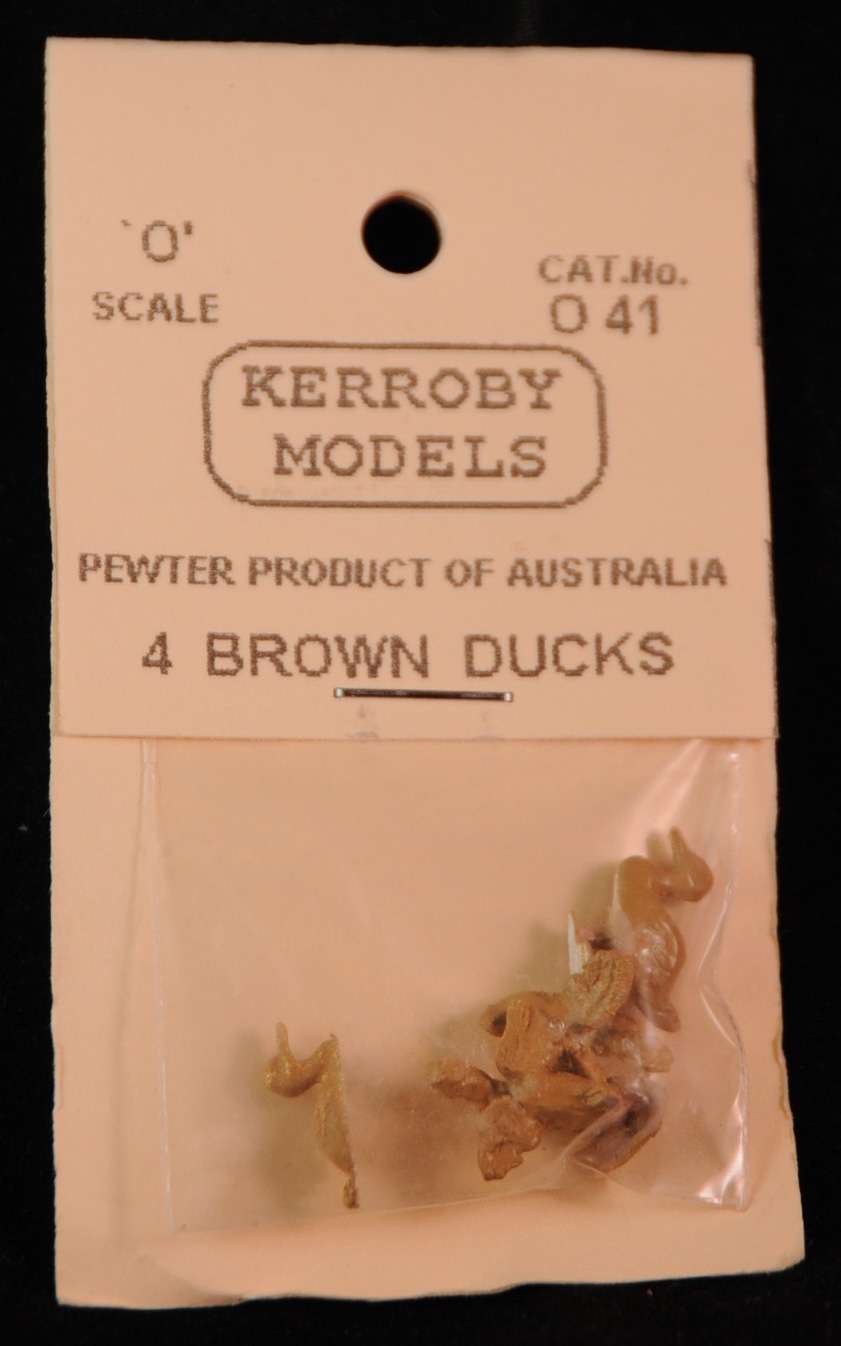 `O'
SCALE
CAT.No.
O 41
KERROBY
MODELS
PEWTER PRODUCT OF AUSTRALIA
4 BROWN DUCKS